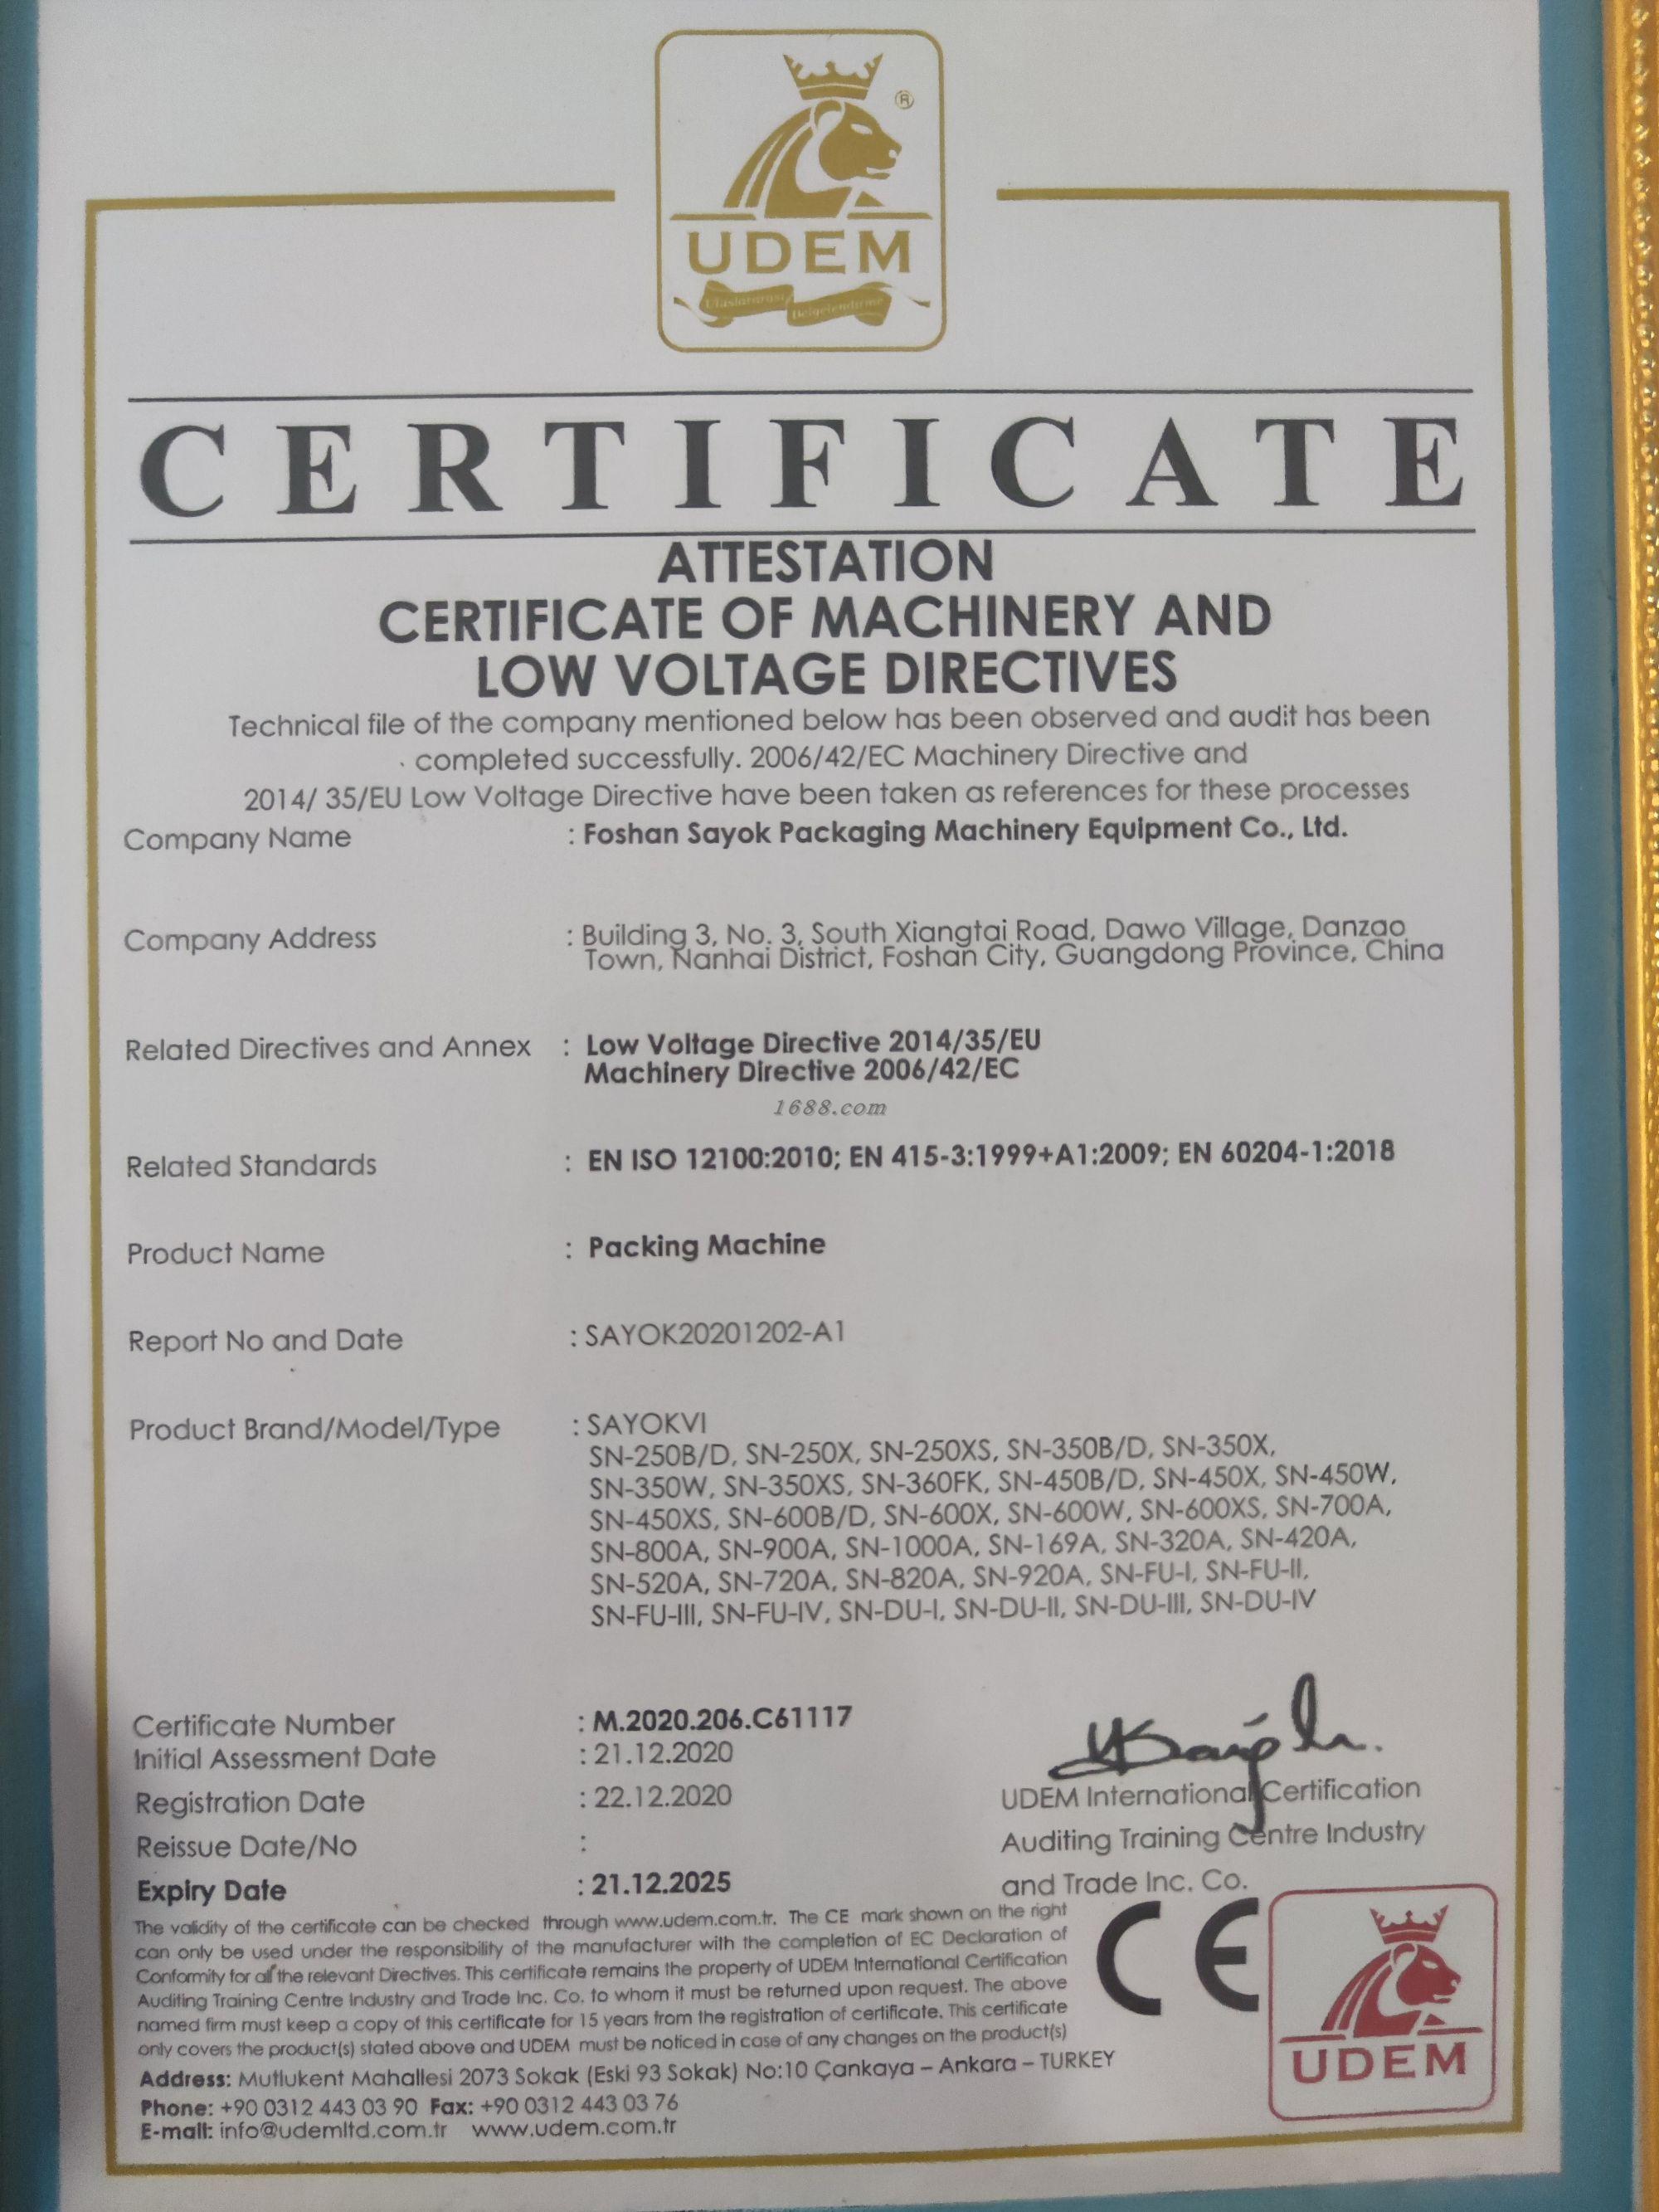 ®
UDEM
CERTIFICATE
ATTESTATION
CERTIFICATE OF MACHINERY AND
LOW VOLTAGE DIRECTIVES
Technical file of the company mentioned below has been observed and audit has been
completed successfully. 2006/42/EC Machinery Directive and
2014/ 35/EU Low Voltage Directive have been taken as references for these processes
Company Name : Foshan Sayok Packaging Machinery Equipment Co., Ltd.
Company Address : Building 3, No. 3, South Xiangtai Road, Dawo Village, Danzao
Town, Nanhai District, Foshan City, Guangdong Province, China
Related Directives and Annex : Low Voltage Directive 2014/35/EU
Machinery Directive 2006/42/EC
1688.com
Related Standards : EN ISO 12100:2010; EN 415-3:1999+A1:2009; EN 60204-1:2018
Product Name : Packing Machine
Report No and Date : SAYOK20201202-A1
Product Brand/Model/Type : SAYOKVI
SN-250B/D, SN-250X, SN-250XS, SN-350B/D, SN-350X,
SN-350W, SN-350XS, SN-360FK, SN-450B/D, SN-450X, SN-450W,
SN-450XS, SN-600B/D, SN-600X, SN-600W, SN-600XS, SN-700A,
SN-800A, SN-900A, SN-1000A, SN-169A, SN-320A, SN-420A,
SN-520A, SN-720A, SN-820A, SN-920A, SN-FU-I, SN-FU-II,
SN-FU-III, SN-FU-IV, SN-DU-I, SN-DU-II, SN-DU-III, SN-DU-IV
Certificate Number : M.2020.206.C61117
Initial Assessment Date : 21.12.2020
Registration Date : 22.12.2020
Reissue Date/No :
Expiry Date : 21.12.2025
UDEM International Certification
Auditing Training Centre Industry
and Trade Inc. Co.
The validity of the certificate can be checked through www.udem.com.tr. The CE mark shown on the right
can only be used under the responsibility of the manufacturer with the completion of EC Declaration of
Conformity for all the relevant Directives. This certificate remains the property of UDEM International Certification
Auditing Training Centre Industry and Trade Inc. Co. to whom it must be returned upon request. The above
named firm must keep a copy of this certificate for 15 years from the registration of certificate. This certificate
only covers the product(s) stated above and UDEM must be noticed in case of any changes on the product(s)
Address: Mutlukent Mahallesi 2073 Sokak (Eski 93 Sokak) No:10 Çankaya – Ankara – TURKEY
Phone: +90 0312 443 03 90 Fax: +90 0312 443 03 76
E-mail: info@udemltd.com.tr www.udem.com.tr
CE
UDEM